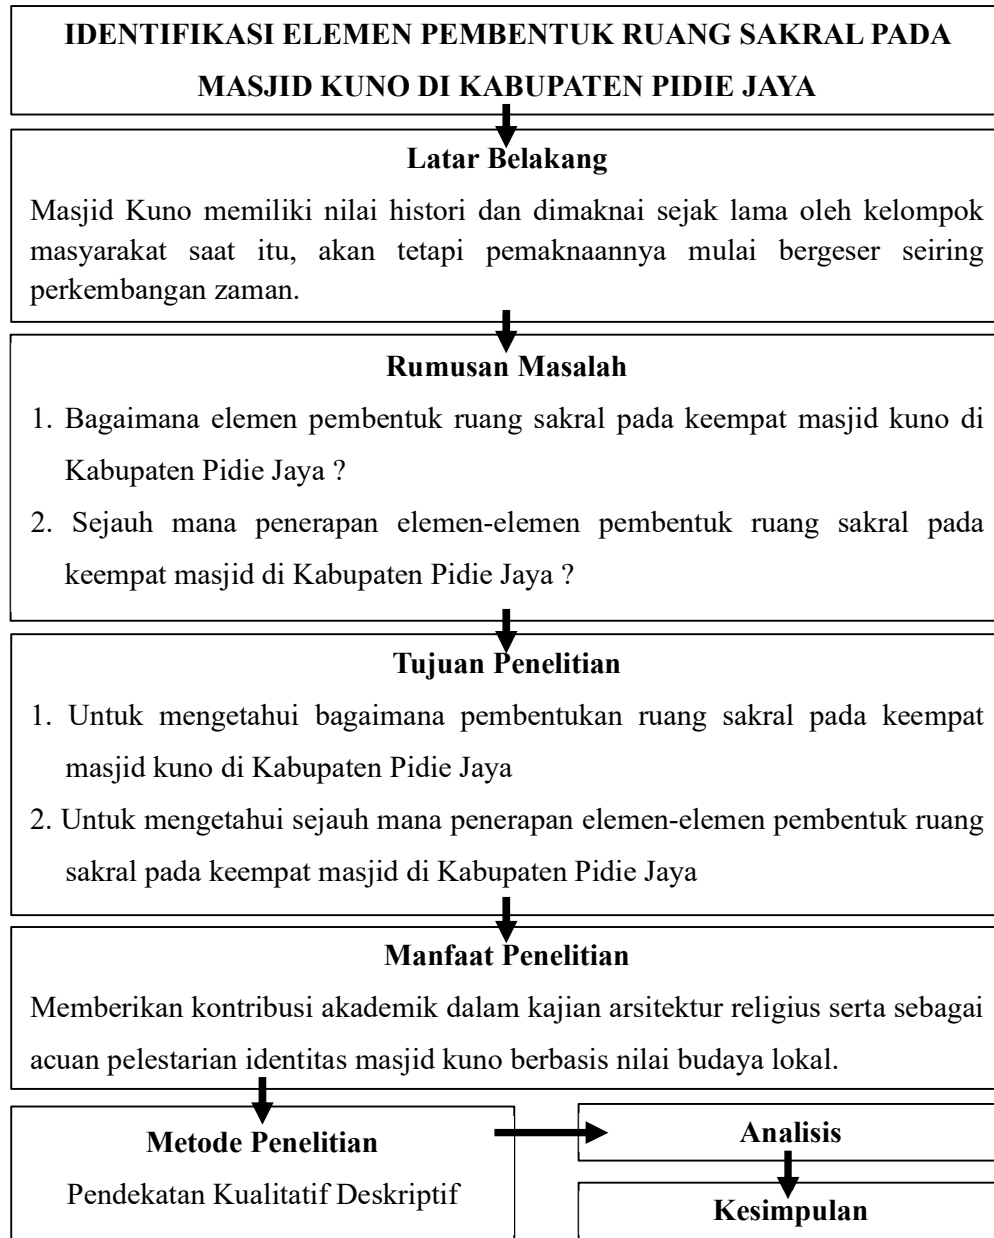 IDENTIFIKASI ELEMEN PEMBENTUK RUANG SAKRAL PADA
MASJID KUNO DI KABUPATEN PIDIE JAYA
Latar Belakang
Masjid Kuno memiliki nilai histori dan dimaknai sejak lama oleh kelompok
masyarakat saat itu, akan tetapi pemaknaannya mulai bergeser seiring
perkembangan zaman.
Rumusan Masalah
1. Bagaimana elemen pembentuk ruang sakral pada keempat masjid kuno di
Kabupaten Pidie Jaya ?
2. Sejauh mana penerapan elemen-elemen pembentuk ruang sakral pada
keempat masjid di Kabupaten Pidie Jaya ?
Tujuan Penelitian
1. Untuk mengetahui bagaimana pembentukan ruang sakral pada keempat
masjid kuno di Kabupaten Pidie Jaya
2. Untuk mengetahui sejauh mana penerapan elemen-elemen pembentuk ruang
sakral pada keempat masjid di Kabupaten Pidie Jaya
Manfaat Penelitian
Memberikan kontribusi akademik dalam kajian arsitektur religius serta sebagai
acuan pelestarian identitas masjid kuno berbasis nilai budaya lokal.
Metode Penelitian
Pendekatan Kualitatif Deskriptif
Analisis
Kesimpulan